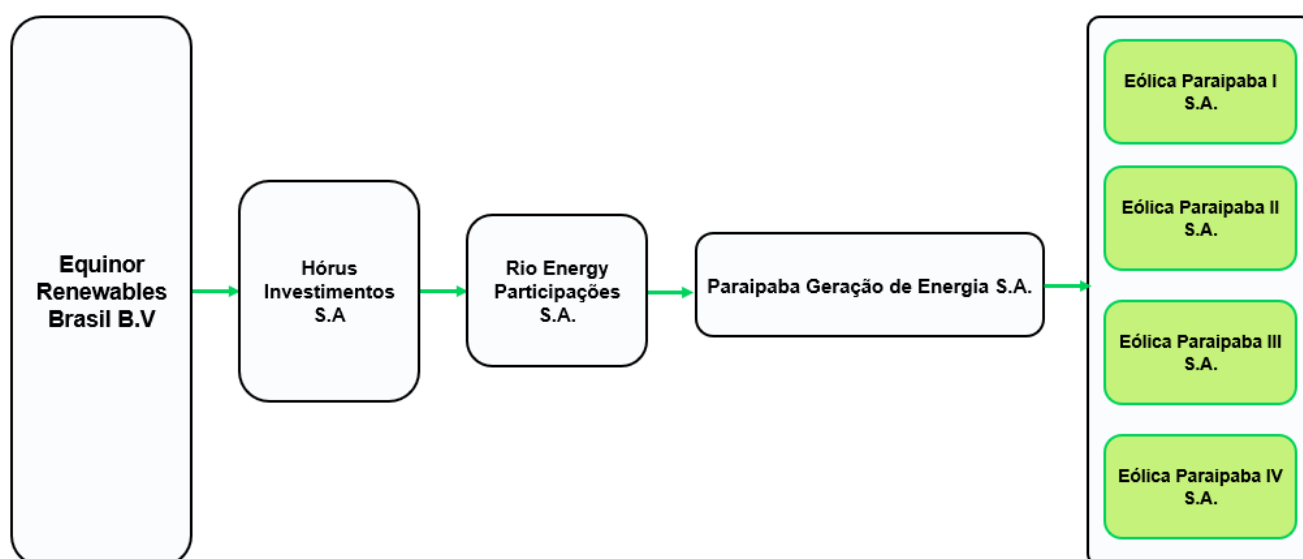 Equinor
Renewables
Brasil B.V
Hórus
Investimentos
S.A
Rio Energy
Participações
S.A.
Paraipaba Geração de Energia S.A.
Eólica Paraipaba I
S.A.
Eólica Paraipaba II
S.A.
Eólica Paraipaba III
S.A.
Eólica Paraipaba IV
S.A.